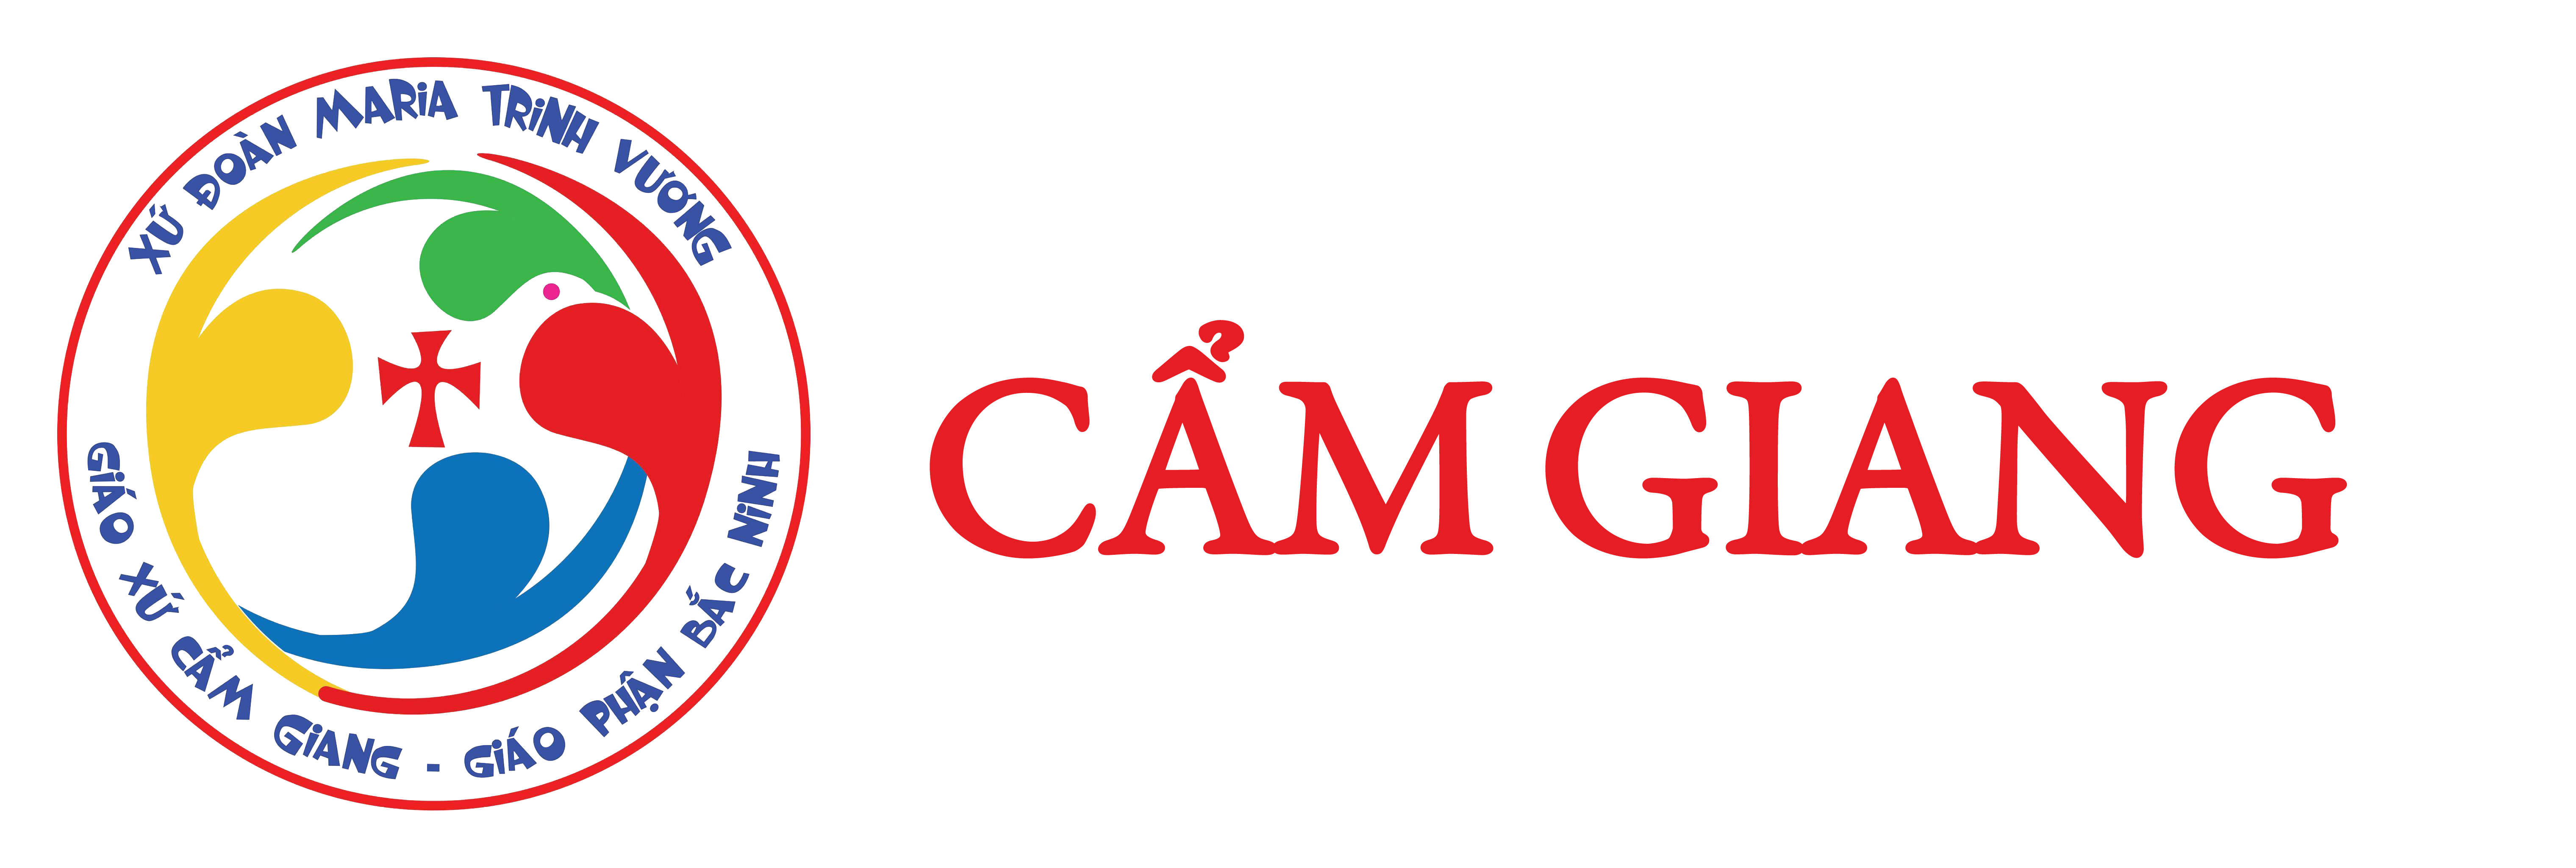 XỨ ĐOÀN MARiA TRiNH VƯƠNG
GiÁO XỨ CẨM GiANG - GiÁO PHẬN BẮC NiNH
CẨM GIANG